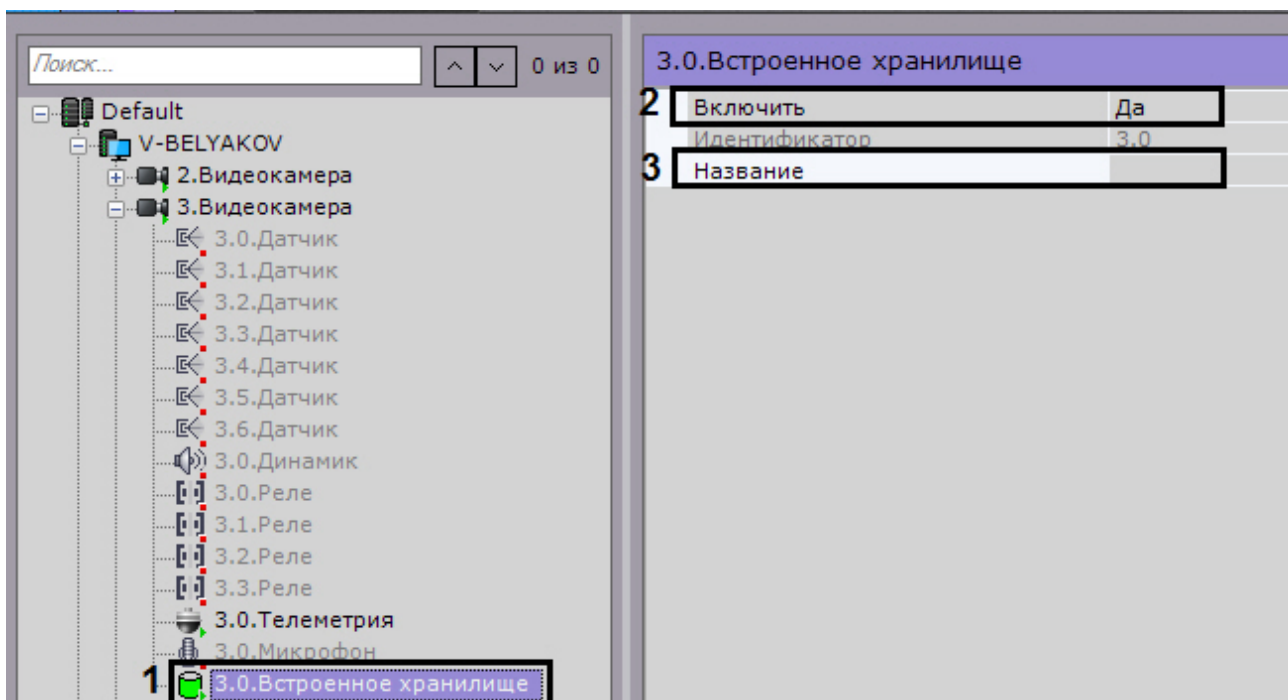 Поиск...
0 из 0
Default
V-BELYAKOV
2.Видеокамера
3.Видеокамера
3.0.Датчик
3.1.Датчик
3.2.Датчик
3.3.Датчик
3.4.Датчик
3.5.Датчик
3.6.Датчик
3.0.Динамик
3.0.Реле
3.1.Реле
3.2.Реле
3.3.Реле
3.0.Телеметрия
3.0.Микрофон
1 3.0.Встроенное хранилище
3.0.Встроенное хранилище
2 Включить Да
Идентификатор 3.0
3 Название